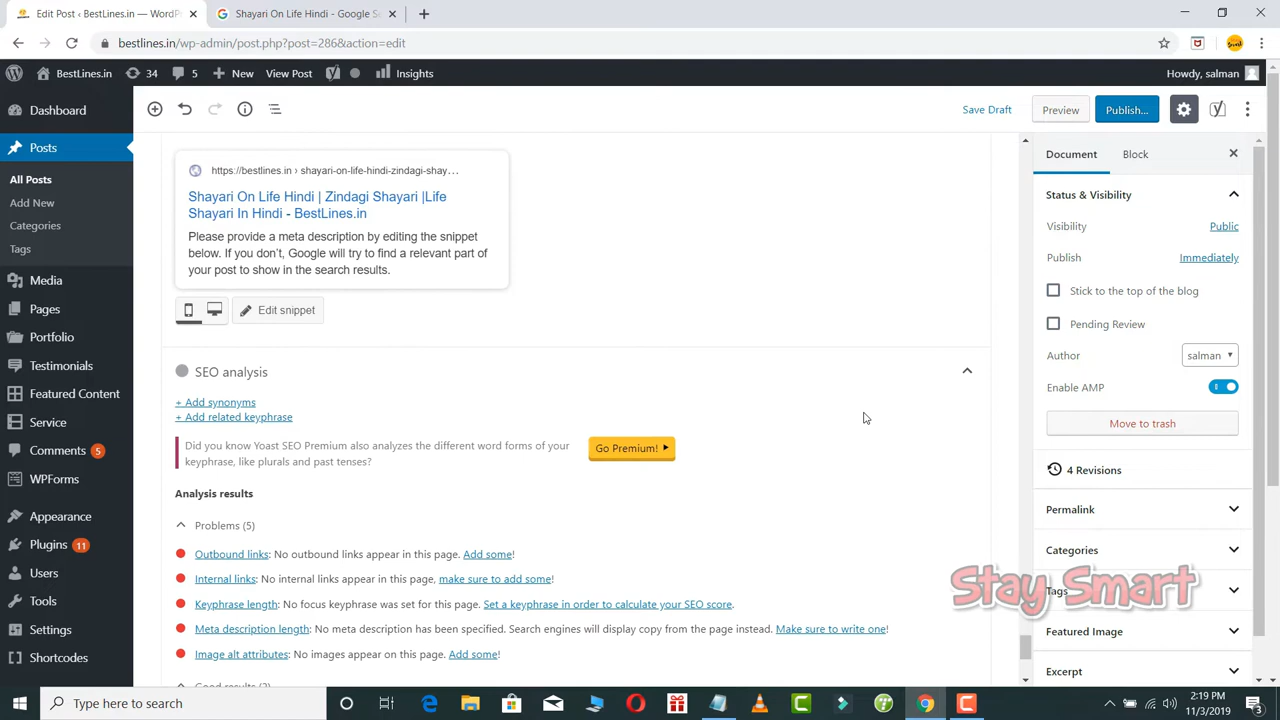 Edit Post ‹ BestLines.in — WordPr
Shayari On Life Hindi - Google Se
bestlines.in/wp-admin/post.php?post=286&action=edit
BestLines.in
34
5
New
View Post
Insights
Howdy, salman
Dashboard
Posts
All Posts
Add New
Categories
Tags
Media
Pages
Portfolio
Testimonials
Featured Content
Service
Comments 5
WPForms
Appearance
Plugins 11
Users
Tools
Settings
Shortcodes
Save Draft
Preview
Publish...
https://bestlines.in › shayari-on-life-hindi-zindagi-shay…
Shayari On Life Hindi | Zindagi Shayari |Life
Shayari In Hindi - BestLines.in
Please provide a meta description by editing the snippet
below. If you don't, Google will try to find a relevant part of
your post to show in the search results.
Edit snippet
SEO analysis
+ Add synonyms
+ Add related keyphrase
Did you know Yoast SEO Premium also analyzes the different word forms of your
keyphrase, like plurals and past tenses?
Go Premium!
Analysis results
Problems (5)
Outbound links: No outbound links appear in this page. Add some!
Internal links: No internal links appear in this page, make sure to add some!
Keyphrase length: No focus keyphrase was set for this page. Set a keyphrase in order to calculate your SEO score.
Meta description length: No meta description has been specified. Search engines will display copy from the page instead. Make sure to write one!
Image alt attributes: No images appear on this page. Add some!
Good results (2)
Document
Block
Status & Visibility
Visibility
Public
Publish
Immediately
Stick to the top of the blog
Pending Review
Author
salman
Enable AMP
Move to trash
4 Revisions
Permalink
Categories
Tags
Featured Image
Excerpt
Stay Smart
Type here to search
2:19 PM
11/3/2019
3